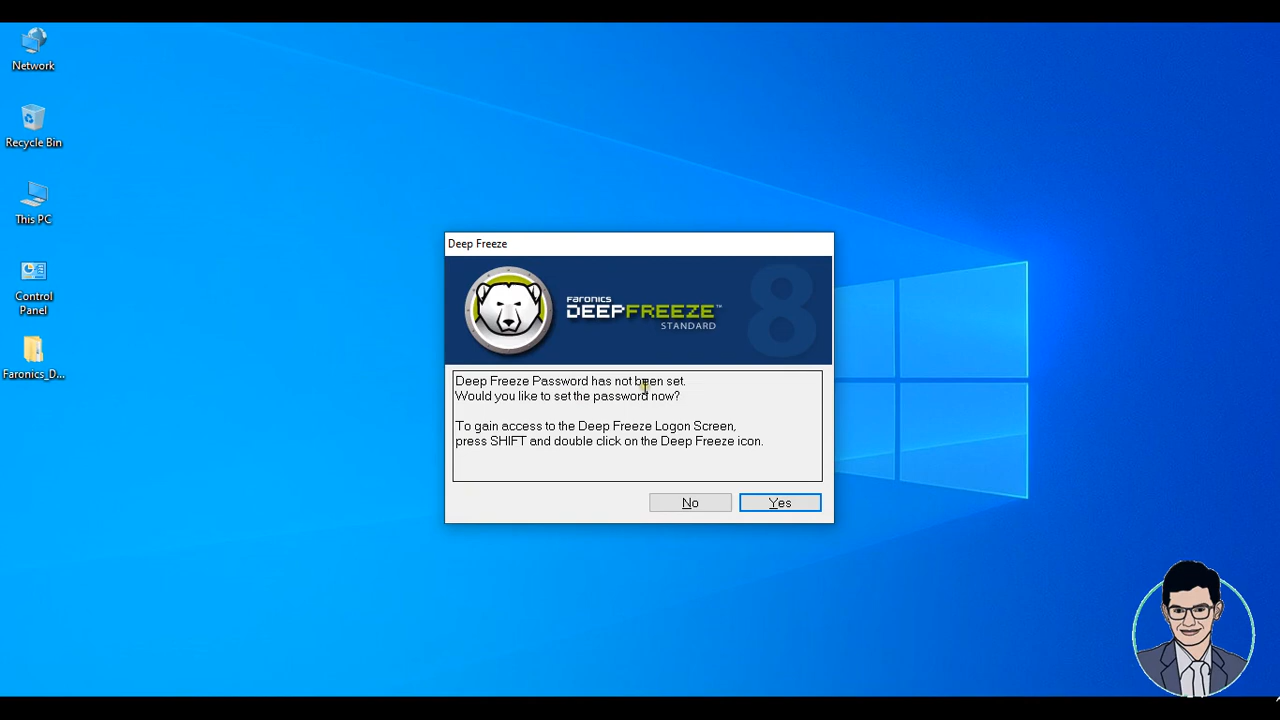 Network
Recycle Bin
This PC
Control
Panel
Faronics_D...
Deep Freeze
Faronics
DEEPFREEZE™
STANDARD
8
Deep Freeze Password has not been set.
Would you like to set the password now?
To gain access to the Deep Freeze Logon Screen,
press SHIFT and double click on the Deep Freeze icon.
No
Yes